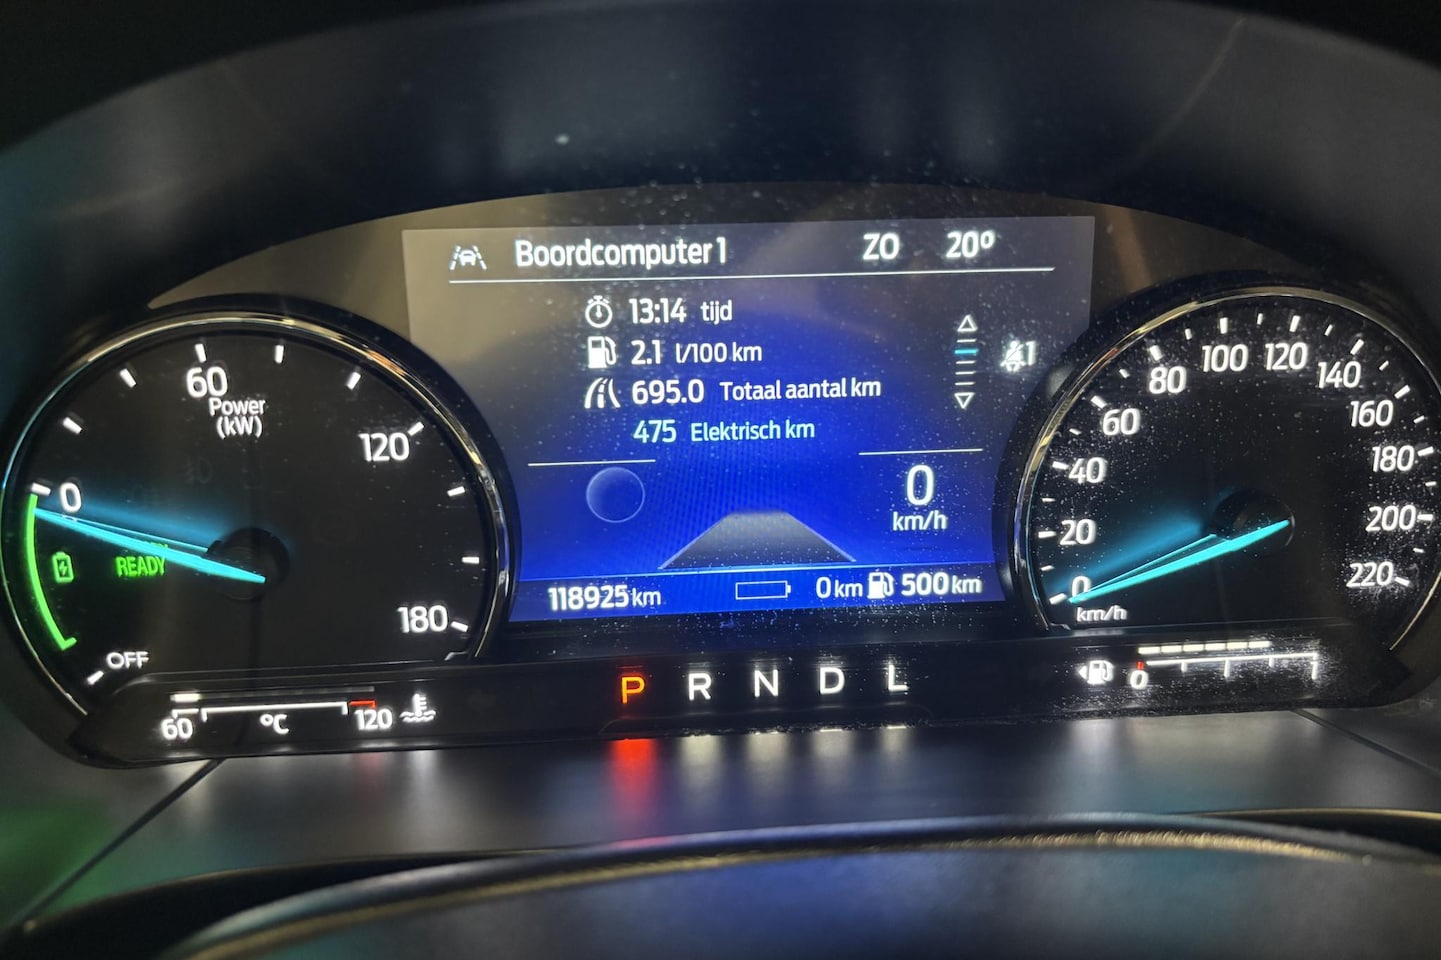 Boordcomputer 1 ZO 20º
13:14 tijd
2.1 l/100 km
1
695.0 Totaal aantal km
475 Elektrisch km
0
km/h
118925 km 0 km 500 km
0
60
120
180
Power
(kW)
READY
OFF
0
20
40
60
80
100
120
140
160
180
200
220
km/h
P R N D L
60 °C 120
0